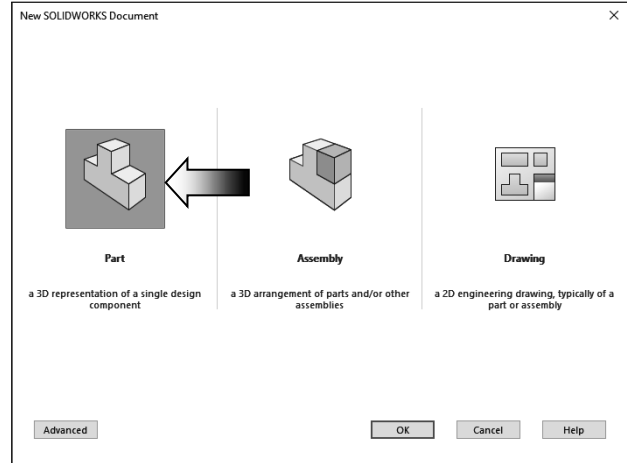 New SOLIDWORKS Document
Part
Assembly
Drawing
a 3D representation of a single design
component
a 3D arrangement of parts and/or other
assemblies
a 2D engineering drawing, typically of a
part or assembly
Advanced
OK
Cancel
Help